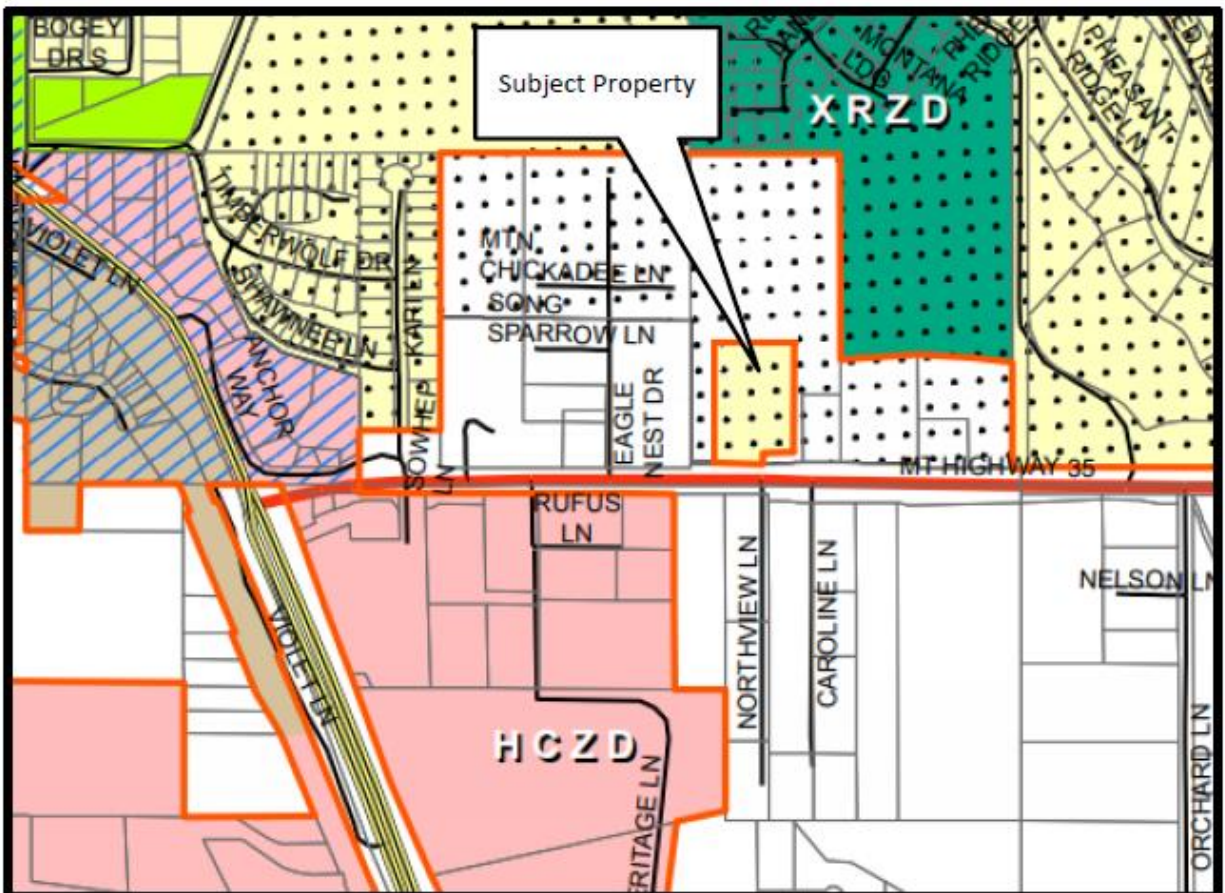 BOGEY
DR S
Subject Property
MONTANA
LDG
RIDGE
PHEASANT
RIDGE LN
XRZD
TIMBERWOLF DR
VIOLET LN
SHAWNEE LN
KARI LN
MTN
CHICKADEE LN
SONG
SPARROW LN
ANCHOR
WAY
SOWHEP
LN
EAGLE
NEST DR
MT HIGHWAY 35
RUFUS
LN
NORTHVIEW LN
CAROLINE LN
NELSON LN
VIOLET LN
HCZD
ORCHARD LN